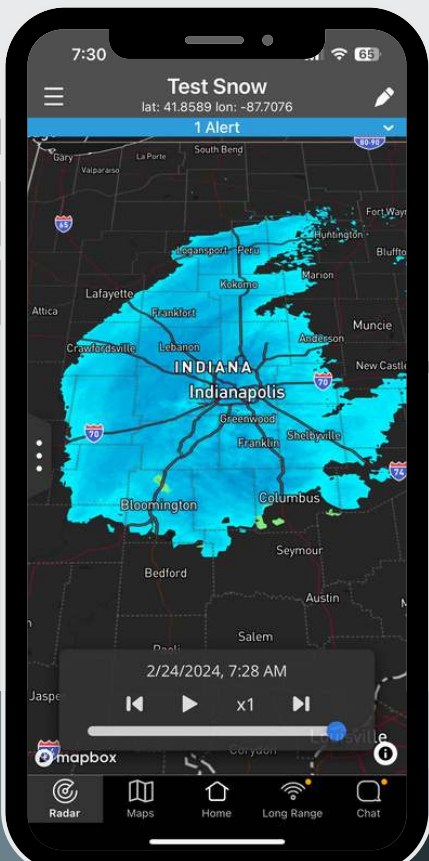 7:30
65
Test Snow
lat: 41.8589 lon: -87.7076
1 Alert
80-90
South Bend
Gary
La Porte
Valparaiso
Fort Way
65
Huntington
Logansport
Peru
Bluffto
Kokomo
Marion
Lafayette
Attica
Frankfort
Muncie
Crawfordsville
Lebanon
Anderson
INDIANA
New Castle
70
Indianapolis
Greenwood
70
Franklin
Shelbyville
74
Bloomington
Columbus
Seymour
Bedford
Austin
Salem
Paoli
2/24/2024, 7:28 AM
Jaspe
x1
Louisville
mapbox
Corydon
Radar
Maps
Home
Long Range
Chat